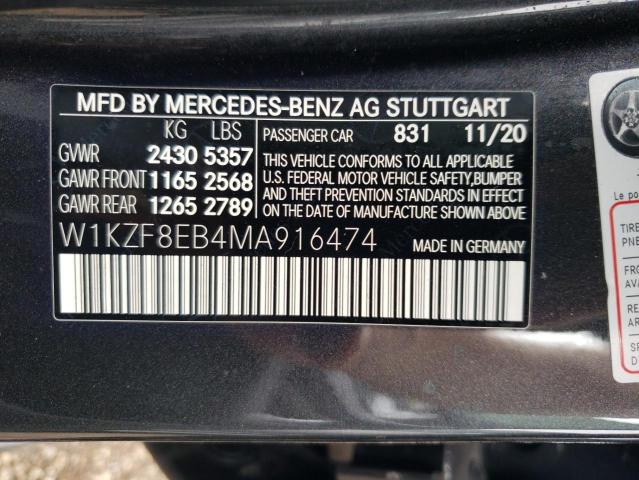 MFD BY MERCEDES-BENZ AG STUTTGART
KG LBS PASSENGER CAR 831 11/20
GVWR 2430 5357
GAWR FRONT 1165 2568
GAWR REAR 1265 2789
THIS VEHICLE CONFORMS TO ALL APPLICABLE
U.S. FEDERAL MOTOR VEHICLE SAFETY, BUMPER
AND THEFT PREVENTION STANDARDS IN EFFECT
ON THE DATE OF MANUFACTURE SHOWN ABOVE.
W1KZF8EB4MA916474 MADE IN GERMANY
Le
TIRE